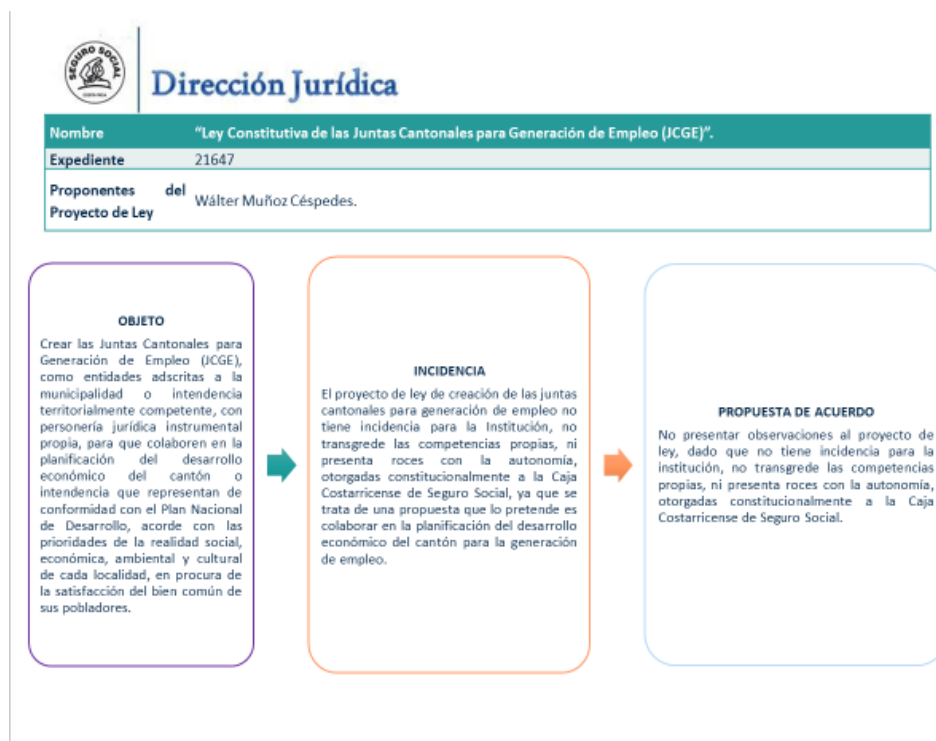 SEGURO SOCIAL
COSTA RICA
Dirección Jurídica
Nombre “Ley Constitutiva de las Juntas Cantonales para Generación de Empleo (JCGE)”.
Expediente 21647
Proponentes del
Proyecto de Ley
Wálter Muñoz Céspedes.
OBJETO
Crear las Juntas Cantonales para
Generación de Empleo (JCGE),
como entidades adscritas a la
municipalidad o intendencia
territorialmente competente, con
personería jurídica instrumental
propia, para que colaboren en la
planificación del desarrollo
económico del cantón o
intendencia que representan de
conformidad con el Plan Nacional
de Desarrollo, acorde con las
prioridades de la realidad social,
económica, ambiental y cultural
de cada localidad, en procura de
la satisfacción del bien común de
sus pobladores.
INCIDENCIA
El proyecto de ley de creación de las juntas
cantonales para generación de empleo no
tiene incidencia para la Institución, no
transgrede las competencias propias, ni
presenta roces con la autonomía,
otorgadas constitucionalmente a la Caja
Costarricense de Seguro Social, ya que se
trata de una propuesta que lo pretende es
colaborar en la planificación del desarrollo
económico del cantón para la generación
de empleo.
PROPUESTA DE ACUERDO
No presentar observaciones al proyecto de
ley, dado que no tiene incidencia para la
institución, no transgrede las competencias
propias, ni presenta roces con la autonomía,
otorgadas constitucionalmente a la Caja
Costarricense de Seguro Social.